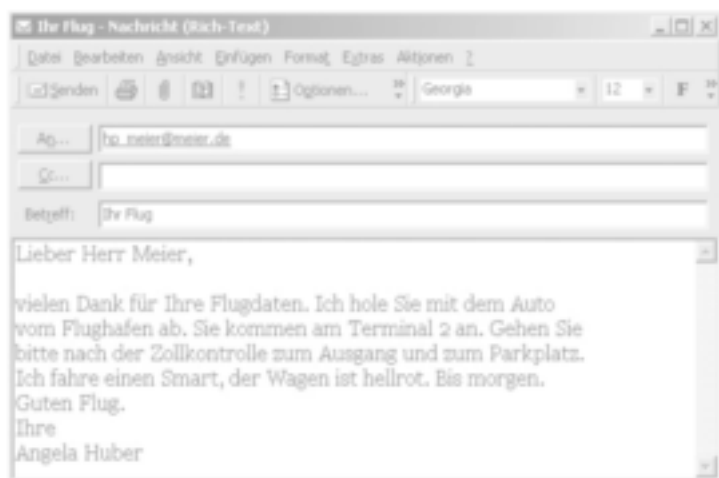 Ihr Flug - Nachricht (Rich-Text)
Datei Bearbeiten Ansicht Einfügen Format Extras Aktionen ?
Senden ! Optionen... Georgia 12 F
An... hp_meier@meier.de
Cc...
Betreff: Ihr Flug
Lieber Herr Meier,
vielen Dank für Ihre Flugdaten. Ich hole Sie mit dem Auto
vom Flughafen ab. Sie kommen am Terminal 2 an. Gehen Sie
bitte nach der Zollkontrolle zum Ausgang und zum Parkplatz.
Ich fahre einen Smart, der Wagen ist hellrot. Bis morgen.
Guten Flug.
Ihre
Angela Huber